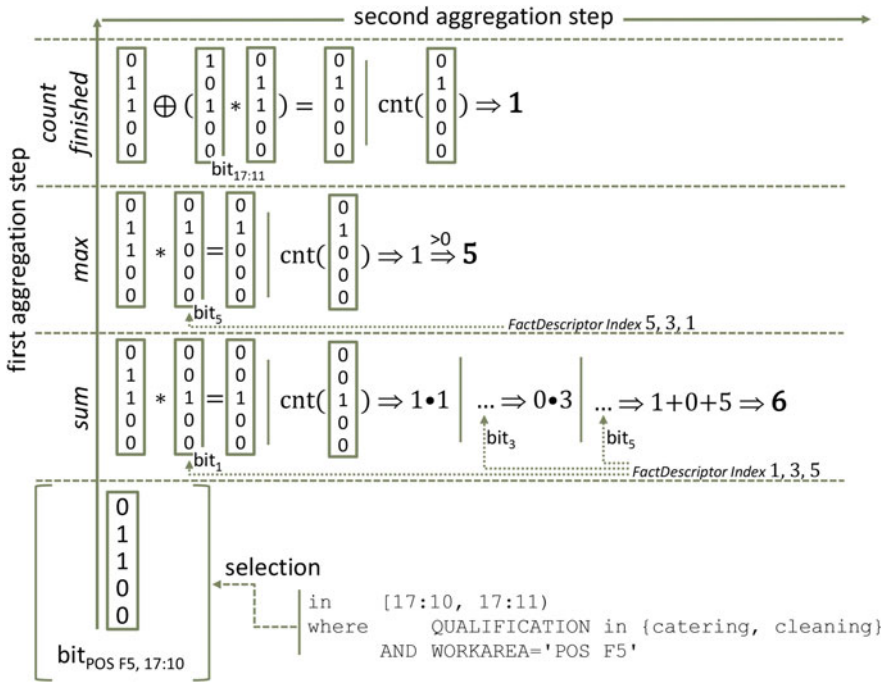 second aggregation step
first aggregation step
count finished
0 1 0 0 0
1 0 1 1 1
1 ⊕ ( 1 * 1 ) = 0 | cnt( 0 ) ⇒ 1
0 0 0 0 0
0 0 0 0 0
bit17:11
max
0 0 0 0
1 1 1 1
1 * 0 = 0 | cnt( 0 ) ⇒ 1 >0⇒ 5
0 0 0 0
0 0 0 0
bit5
FactDescriptor Index 5, 3, 1
sum
0 0 0 0
1 0 0 0
1 * 1 = 1 | cnt( 1 ) ⇒ 1•1 | ... ⇒ 0•3 | ... ⇒ 1+0+5 ⇒ 6
0 0 0 0
0 0 0 0
bit1 bit3 bit5
FactDescriptor Index 1, 3, 5
0
1
1
0
0
bitPOS F5, 17:10
selection
in [17:10, 17:11)
where QUALIFICATION in {catering, cleaning}
AND WORKAREA='POS F5'